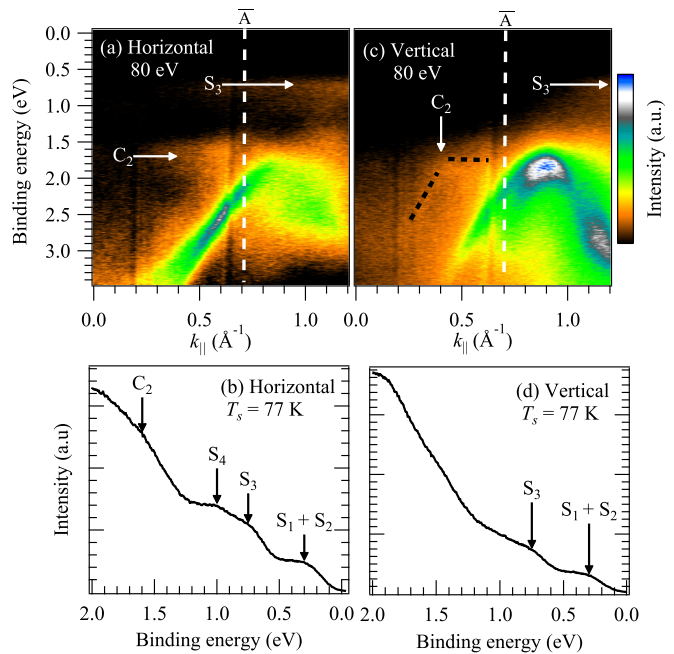 A
A
(a) Horizontal
80 eV
S3
C2
(c) Vertical
80 eV
S3
C2
0.0
0.5
1.0
1.5
2.0
2.5
3.0
Binding energy (eV)
0.0
0.5
1.0
k|| (Å-1)
0.0
0.5
1.0
k|| (Å-1)
Intensity (a.u.)
(b) Horizontal
Ts = 77 K
C2
S4
S3
S1 + S2
Intensity (a.u)
2.0
1.5
1.0
0.5
0.0
Binding energy (eV)
(d) Vertical
Ts = 77 K
S3
S1 + S2
2.0
1.5
1.0
0.5
0.0
Binding energy (eV)